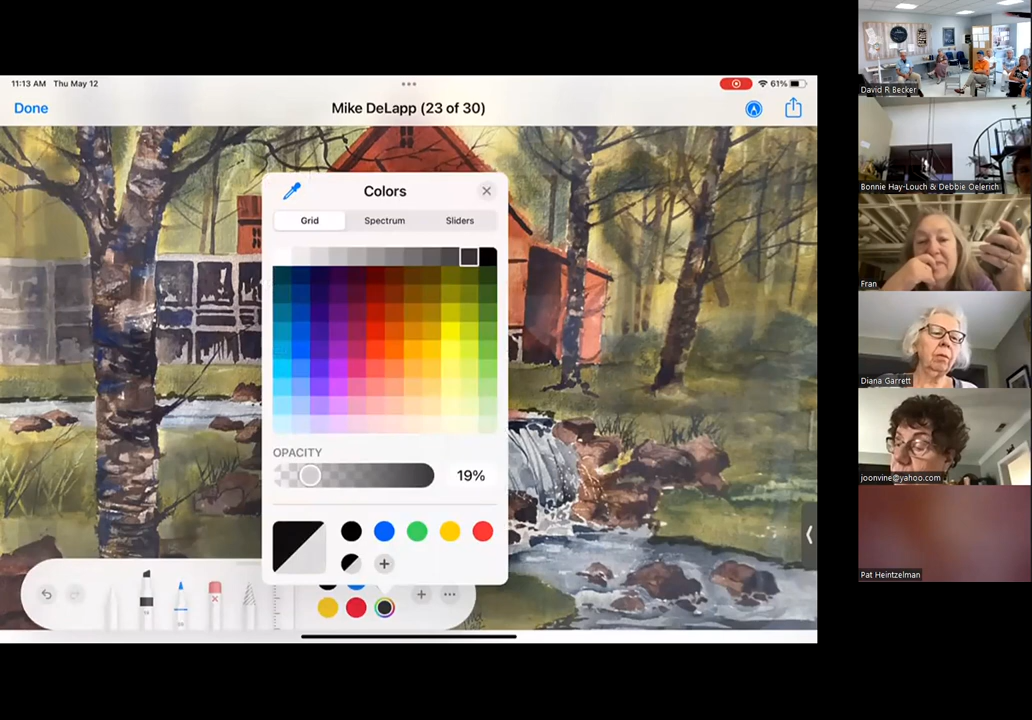 11:13 AM Thu May 12
61%
Done
Mike DeLapp (23 of 30)
Colors
Grid
Spectrum
Sliders
OPACITY
19%
David R Becker
Bonnie Hay-Louch & Debbie Oelerich
Fran
Diana Garrett
joonvine@yahoo.com
Pat Heintzelman